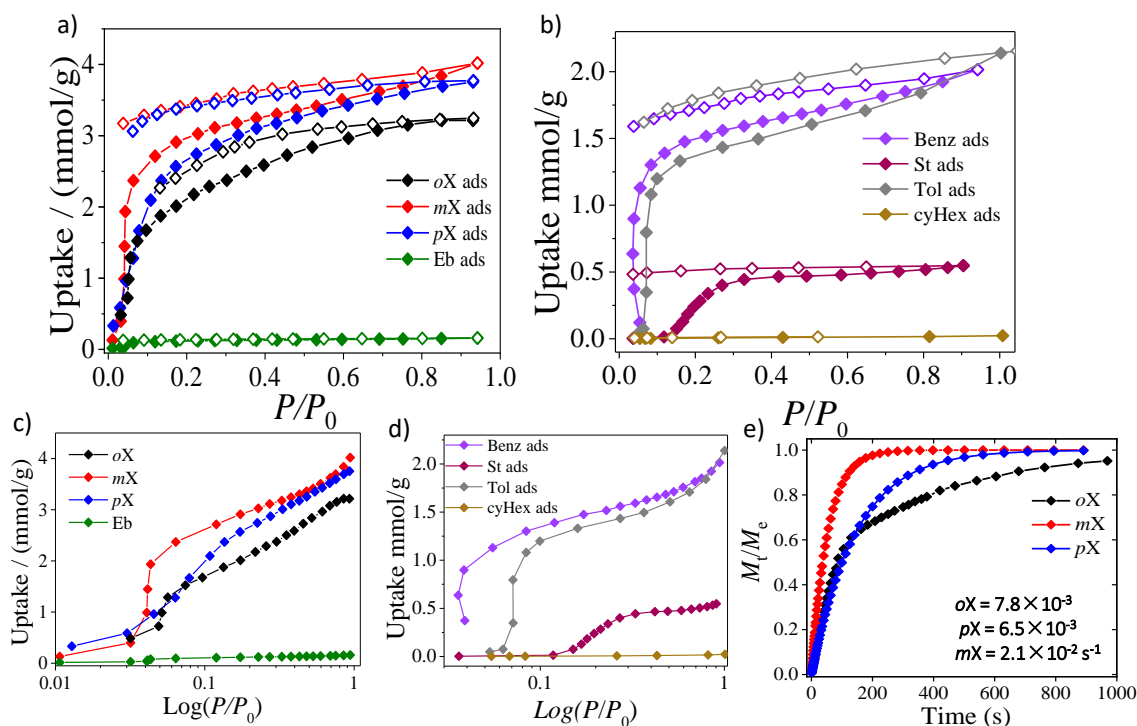 a)
Uptake / (mmol/g)
4
3
2
1
0
0.0 0.2 0.4 0.6 0.8 1.0
P/P0
oX ads
mX ads
pX ads
Eb ads
b)
Uptake mmol/g
2.0
1.5
1.0
0.5
0.0
0.0 0.2 0.4 0.6 0.8 1.0
P/P0
Benz ads
St ads
Tol ads
cyHex ads
c)
Uptake / (mmol/g)
4
3
2
1
0
0.01 0.1 1
Log(P/P0)
oX
mX
pX
Eb
d)
Uptake mmol/g
2.0
1.5
1.0
0.5
0.0
0.1 1
Log(P/P0)
Benz ads
St ads
Tol ads
cyHex ads
e)
Mt/Me
1.0
0.8
0.6
0.4
0.2
0.0
0 200 400 600 800 1000
Time (s)
oX
mX
pX
oX = 7.8×10-3
pX = 6.5×10-3
mX = 2.1×10-2 s-1